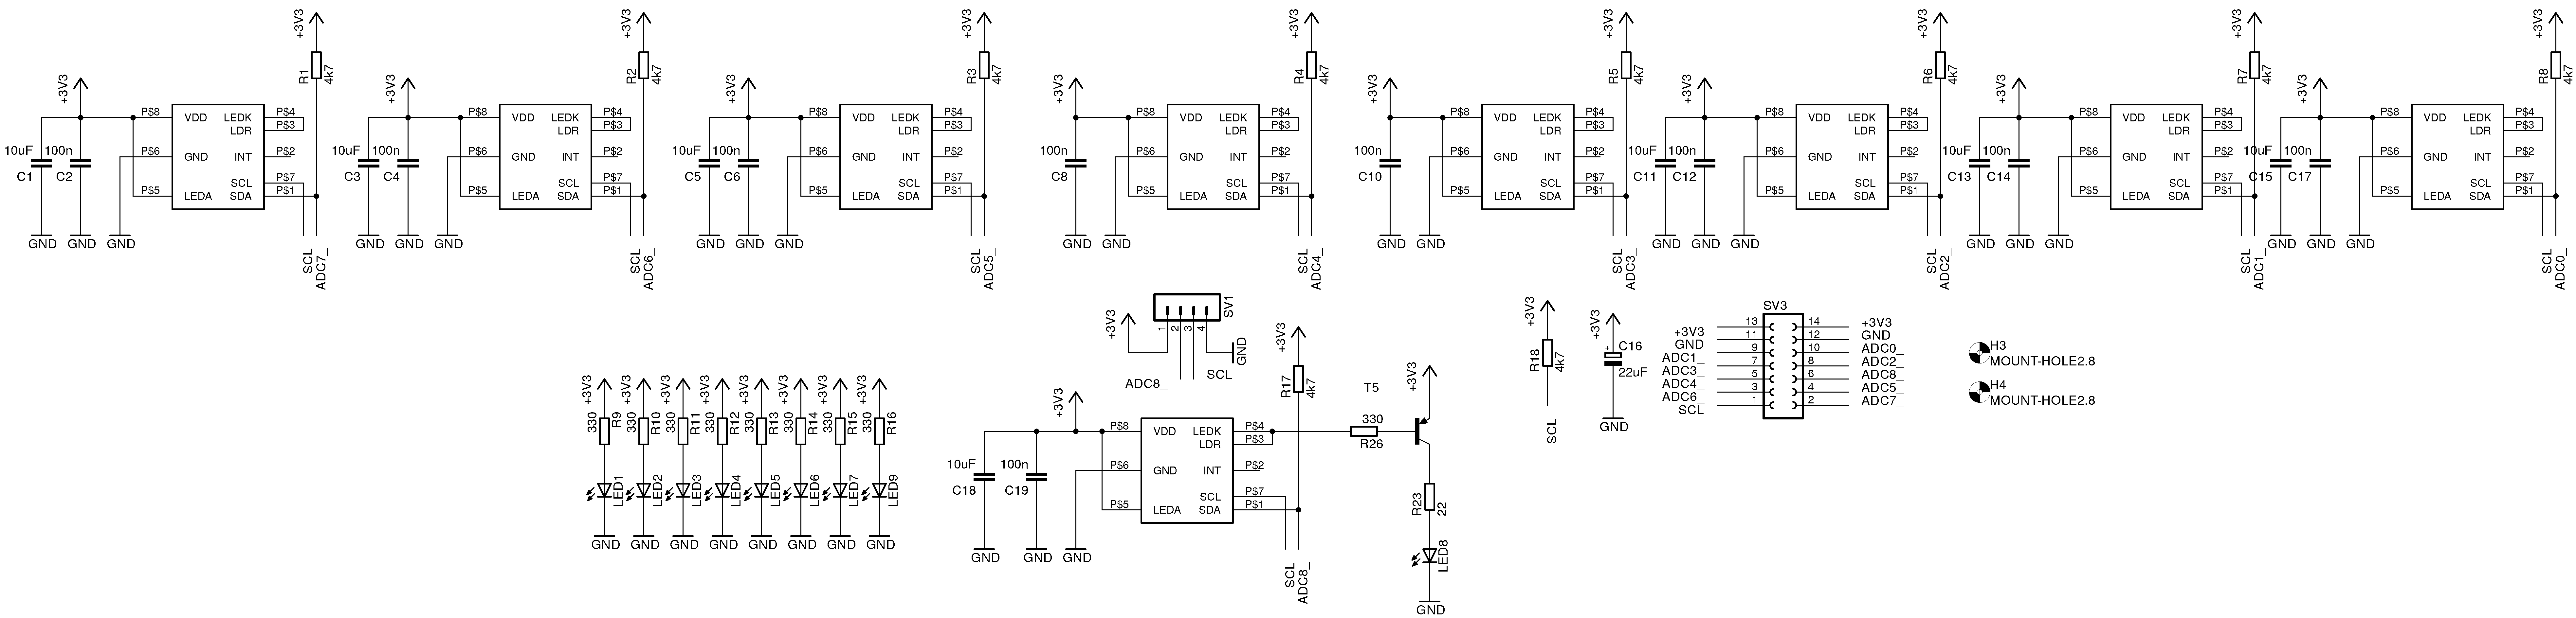 +3V3 +3V3 +3V3 +3V3 +3V3 +3V3 +3V3 +3V3
R1 4k7 R2 4k7 R3 4k7 R4 4k7 R5 4k7 R6 4k7 R7 4k7 R8 4k7
+3V3 +3V3 +3V3 +3V3 +3V3 +3V3 +3V3 +3V3
P$8 VDD LEDK P$4 P$8 VDD LEDK P$4 P$8 VDD LEDK P$4 P$8 VDD LEDK P$4 P$8 VDD LEDK P$4 P$8 VDD LEDK P$4 P$8 VDD LEDK P$4 P$8 VDD LEDK P$4
LDR P$3 LDR P$3 LDR P$3 LDR P$3 LDR P$3 LDR P$3 LDR P$3 LDR P$3
10uF 100n P$6 GND INT P$2 10uF 100n P$6 GND INT P$2 10uF 100n P$6 GND INT P$2 100n P$6 GND INT P$2 100n P$6 GND INT P$2 10uF 100n P$6 GND INT P$2 10uF 100n P$6 GND INT P$2 10uF 100n P$6 GND INT P$2
C1 C2 SCL P$7 C3 C4 SCL P$7 C5 C6 SCL P$7 C8 SCL P$7 C10 SCL P$7 C11 C12 SCL P$7 C13 C14 SCL P$7 C15 C17 SCL P$7
P$5 LEDA SDA P$1 P$5 LEDA SDA P$1 P$5 LEDA SDA P$1 P$5 LEDA SDA P$1 P$5 LEDA SDA P$1 P$5 LEDA SDA P$1 P$5 LEDA SDA P$1 P$5 LEDA SDA P$1
GND GND GND GND GND GND GND GND GND GND GND GND GND GND GND GND GND GND GND GND GND GND
SCL ADC7_ SCL ADC6_ SCL ADC5_ SCL ADC4_ SCL ADC3_ SCL ADC2_ SCL ADC1_ SCL ADC0_
SV1
+3V3 1 2 3 4 GND
ADC8_ SCL
+3V3
R17 4k7
+3V3
R18 4k7
SCL
+3V3
+ C16
22uF
GND
SV3
13 14 +3V3
+3V3 11 12 GND
GND 9 10 ADC0_
ADC1_ 7 8 ADC2_
ADC3_ 5 6 ADC8_
ADC4_ 3 4 ADC5_
ADC6_ 1 2 ADC7_
SCL
H3
MOUNT-HOLE2.8
H4
MOUNT-HOLE2.8
+3V3 +3V3 +3V3 +3V3 +3V3 +3V3 +3V3 +3V3
330 R9 330 R10 330 R11 330 R12 330 R13 330 R14 330 R15 330 R16
LED1 LED2 LED3 LED4 LED5 LED6 LED7 LED9
GND GND GND GND GND GND GND GND
+3V3
P$8 VDD LEDK P$4
LDR P$3
10uF 100n P$6 GND INT P$2
C18 C19 SCL P$7
P$5 LEDA SDA P$1
GND GND GND
SCL ADC8_
T5
+3V3
330
R26
R23 22
LED8
GND